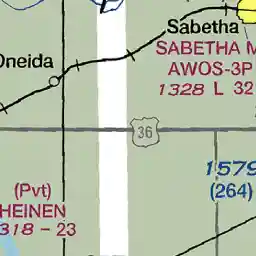 Sabetha
SABETHA M
Oneida
AWOS-3P
1328 L 32
36
1579
(264)
(Pvt)
HEINEN
318 - 23